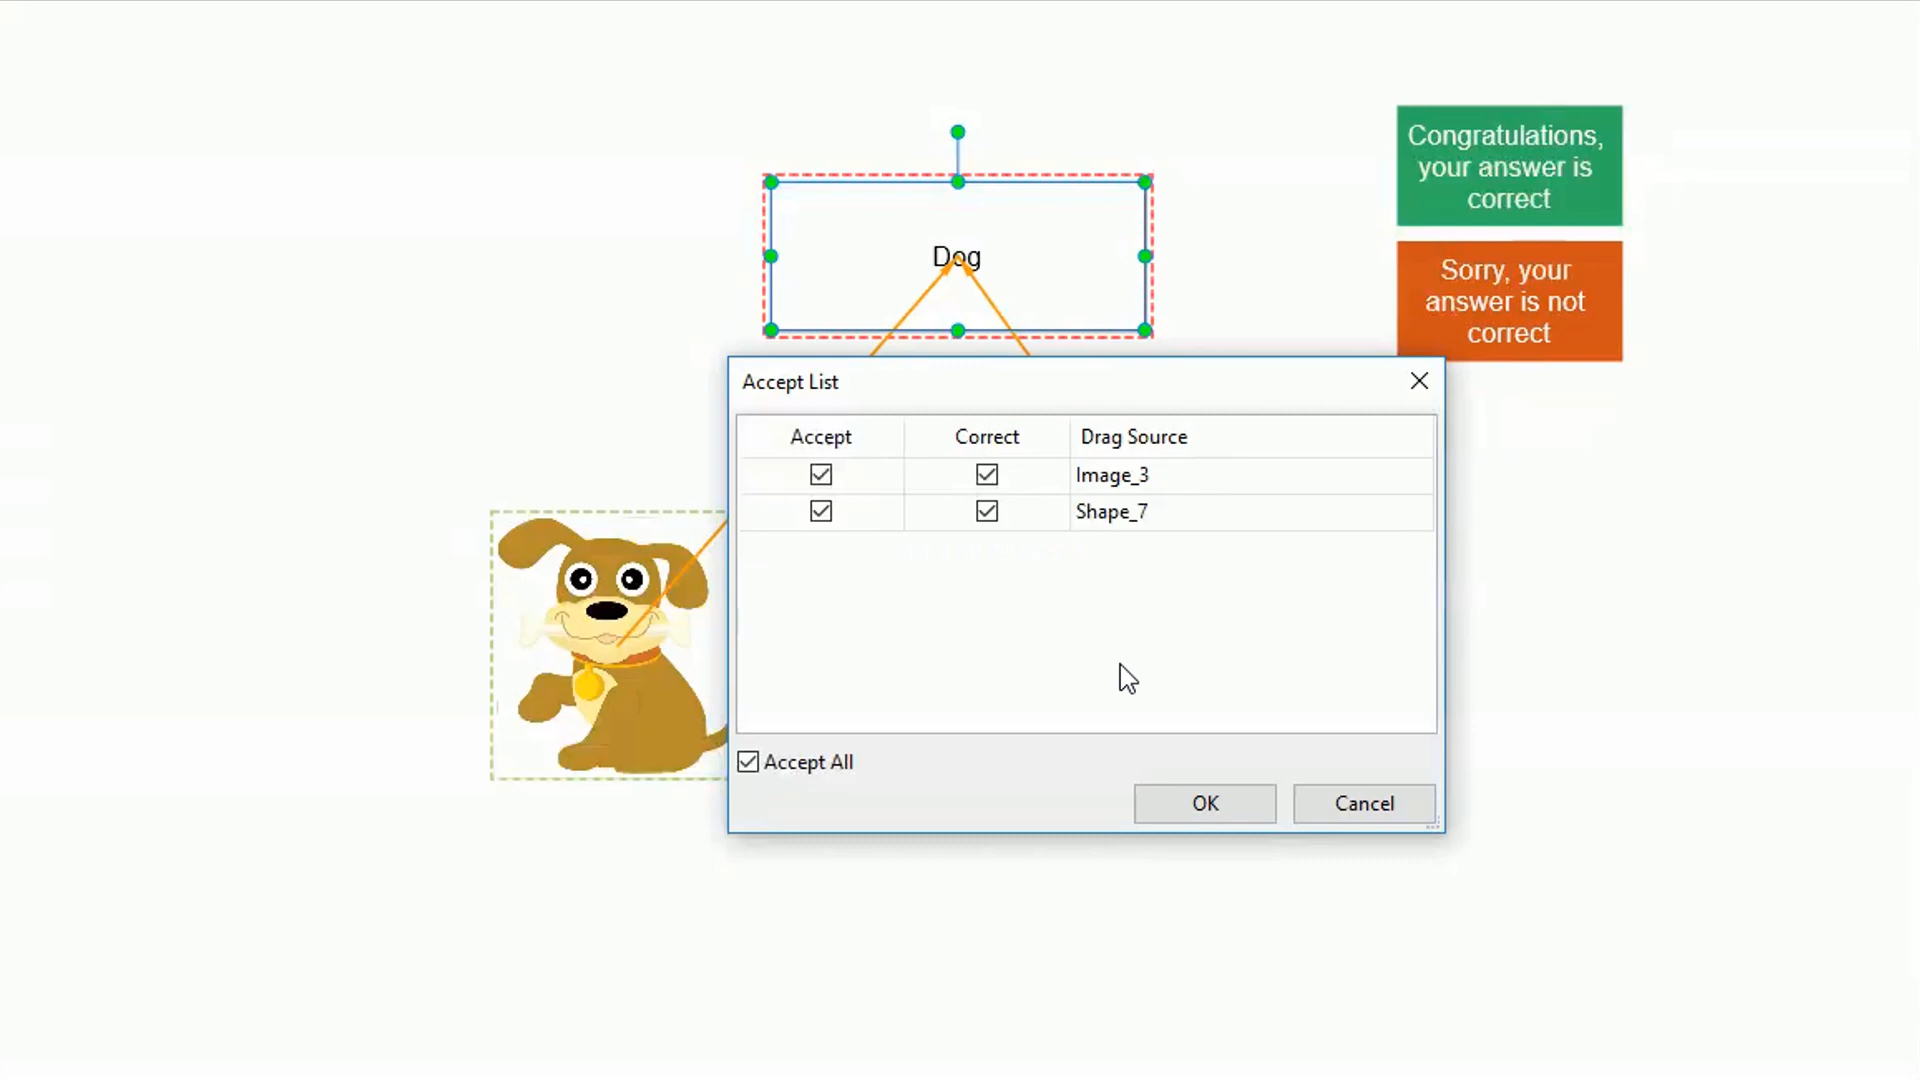 Congratulations,
your answer is
correct
Dog
Sorry, your
answer is not
correct
Accept List
Accept Correct Drag Source
Image_3
Shape_7
Accept All
OK Cancel